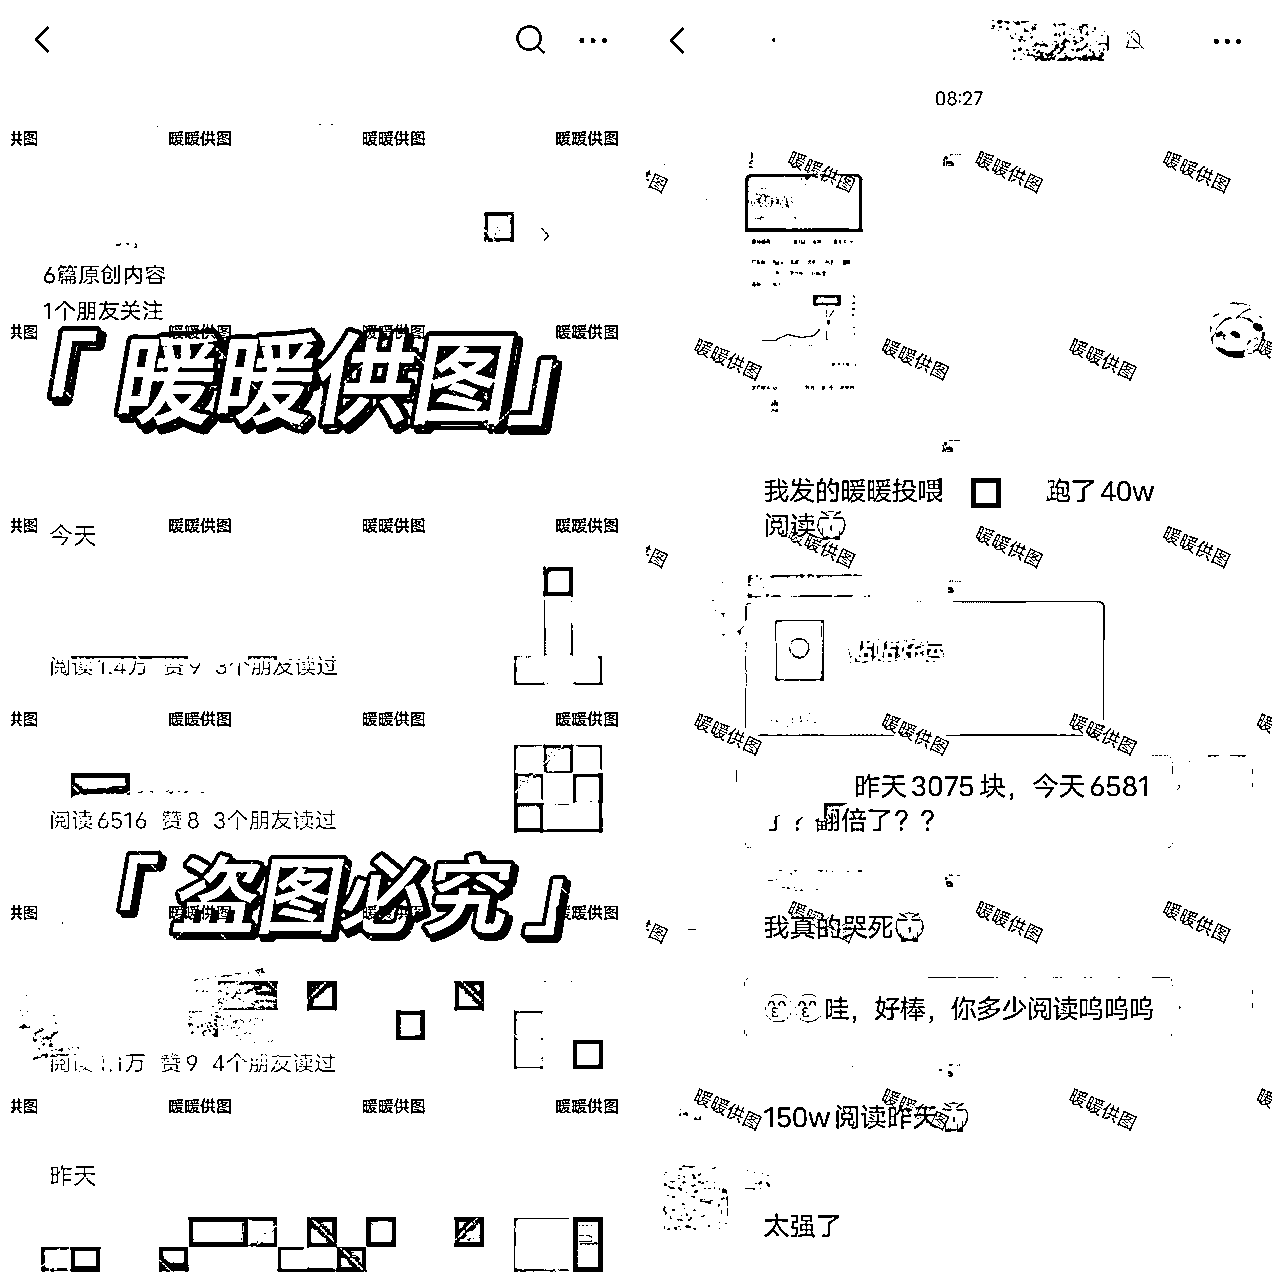 共图 暖暖供图 暖暖供图 暖暖供图
6篇原创内容
1个朋友关注
共图 暖暖供图 暖暖供图
「暖暖供图」
共图 暖暖供图 暖暖供图 暖暖供图
今天
阅读1.4万 赞9 3个朋友读过
共图 暖暖供图 暖暖供图 暖暖供图
阅读6516 赞8 3个朋友读过
「盗图必究」
共图 暖暖供图 暖暖供图 暖暖供图
阅读1.1万 赞9 4个朋友读过
共图 暖暖供图 暖暖供图 暖暖供图
昨天
08:27
图 暖暖供图 暖暖供图 暖暖供图
暖暖供图 暖暖供图 暖暖供图
我发的暖暖投喂 跑了40w
阅读
图 暖暖供图 暖暖供图 暖暖供图
贴贴好运
暖暖供图 暖暖供图 暖暖供图 暖
昨天3075块，今天6581
翻倍了？？
图 暖暖供图 暖暖供图 暖暖供图
我真的哭死
哇，好棒，你多少阅读呜呜呜
暖暖供图 暖暖供图 暖暖供图
150w阅读昨天
太强了